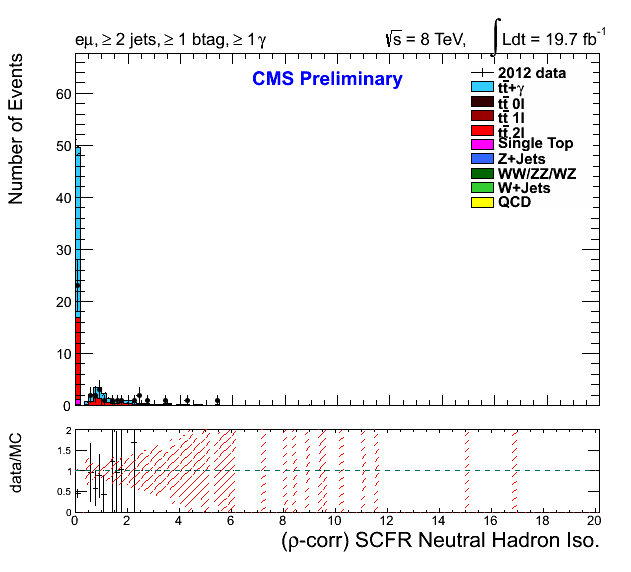 eμ, ≥ 2 jets, ≥ 1 btag, ≥ 1 γ
√s = 8 TeV, ∫ Ldt = 19.7 fb⁻¹
CMS Preliminary
2012 data
tt̄+γ
tt̄ 0l
tt̄ 1l
tt̄ 2l
Single Top
Z+Jets
WW/ZZ/WZ
W+Jets
QCD
Number of Events
60
50
40
30
20
10
0
data/MC
2
1.5
1
0.5
0
0 2 4 6 8 10 12 14 16 18 20
(ρ-corr) SCFR Neutral Hadron Iso.